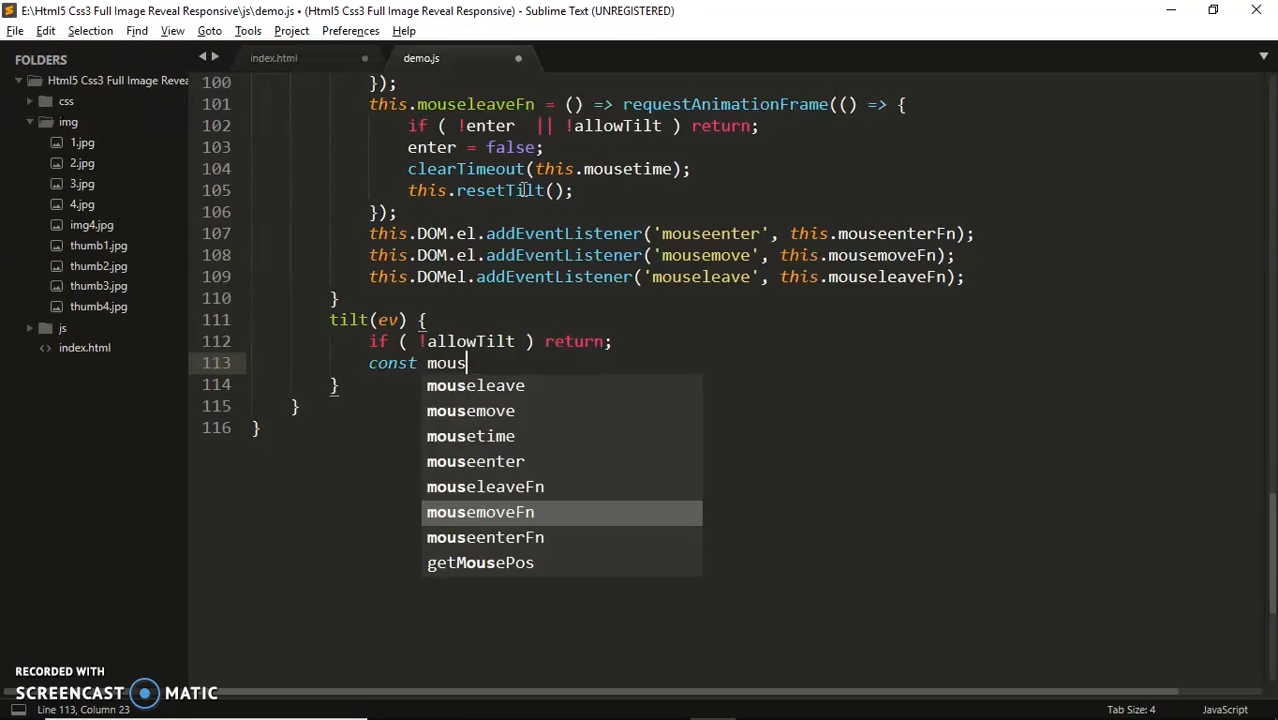 E:\Html5 Css3 Full Image Reveal Responsive\js\demo.js • (Html5 Css3 Full Image Reveal Responsive) - Sublime Text (UNREGISTERED)
File Edit Selection Find View Goto Tools Project Preferences Help
FOLDERS
Html5 Css3 Full Image Revea
css
img
1.jpg
2.jpg
3.jpg
4.jpg
img4.jpg
thumb1.jpg
thumb2.jpg
thumb3.jpg
thumb4.jpg
js
index.html
index.html demo.js
100 });
101 this.mouseleaveFn = () => requestAnimationFrame(() => {
102 if ( !enter  || !allowTilt ) return;
103 enter = false;
104 clearTimeout(this.mousetime);
105 this.resetTilt();
106 });
107 this.DOM.el.addEventListener('mouseenter', this.mouseenterFn);
108 this.DOM.el.addEventListener('mousemove', this.mousemoveFn);
109 this.DOMel.addEventListener('mouseleave', this.mouseleaveFn);
110 }
111 tilt(ev) {
112 if ( !allowTilt ) return;
113 const mous
114 }
115 }
116 }
mouseleave
mousemove
mousetime
mouseenter
mouseleaveFn
mousemoveFn
mouseenterFn
getMousePos
RECORDED WITH
SCREENCAST MATIC
Line 113, Column 23 Tab Size: 4 JavaScript